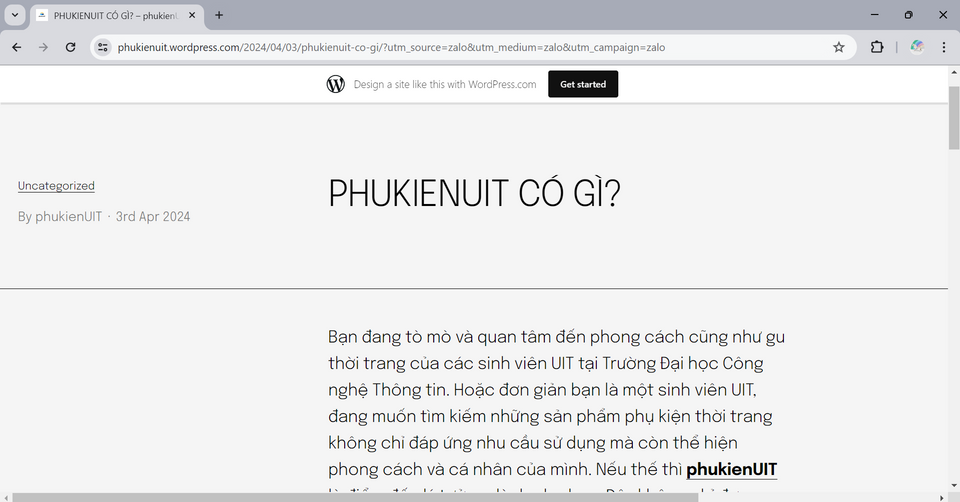 PHUKIENUIT CÓ GÌ? – phukienU
phukienuit.wordpress.com/2024/04/03/phukienuit-co-gi/?utm_source=zalo&utm_medium=zalo&utm_campaign=zalo
Design a site like this with WordPress.com
Get started
Uncategorized
By phukienUIT · 3rd Apr 2024
PHUKIENUIT CÓ GÌ?
Bạn đang tò mò và quan tâm đến phong cách cũng như gu
thời trang của các sinh viên UIT tại Trường Đại học Công
nghệ Thông tin. Hoặc đơn giản bạn là một sinh viên UIT,
đang muốn tìm kiếm những sản phẩm phụ kiện thời trang
không chỉ đáp ứng nhu cầu sử dụng mà còn thể hiện
phong cách và cá nhân của mình. Nếu thế thì phukienUIT